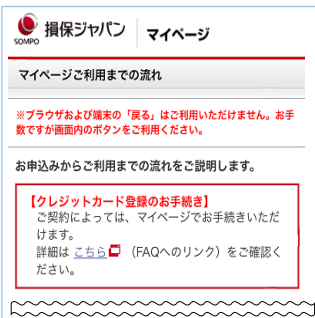 SOMPO 損保ジャパン マイページ
マイページご利用までの流れ
※ブラウザおよび端末の「戻る」はご利用いただけません。お手
数ですが画面内のボタンをご利用ください。
お申込みからご利用までの流れをご説明します。
【クレジットカード登録のお手続き】
ご契約によっては、マイページでお手続きいただ
けます。
詳細は こちら （FAQへのリンク）をご確認く
ださい。